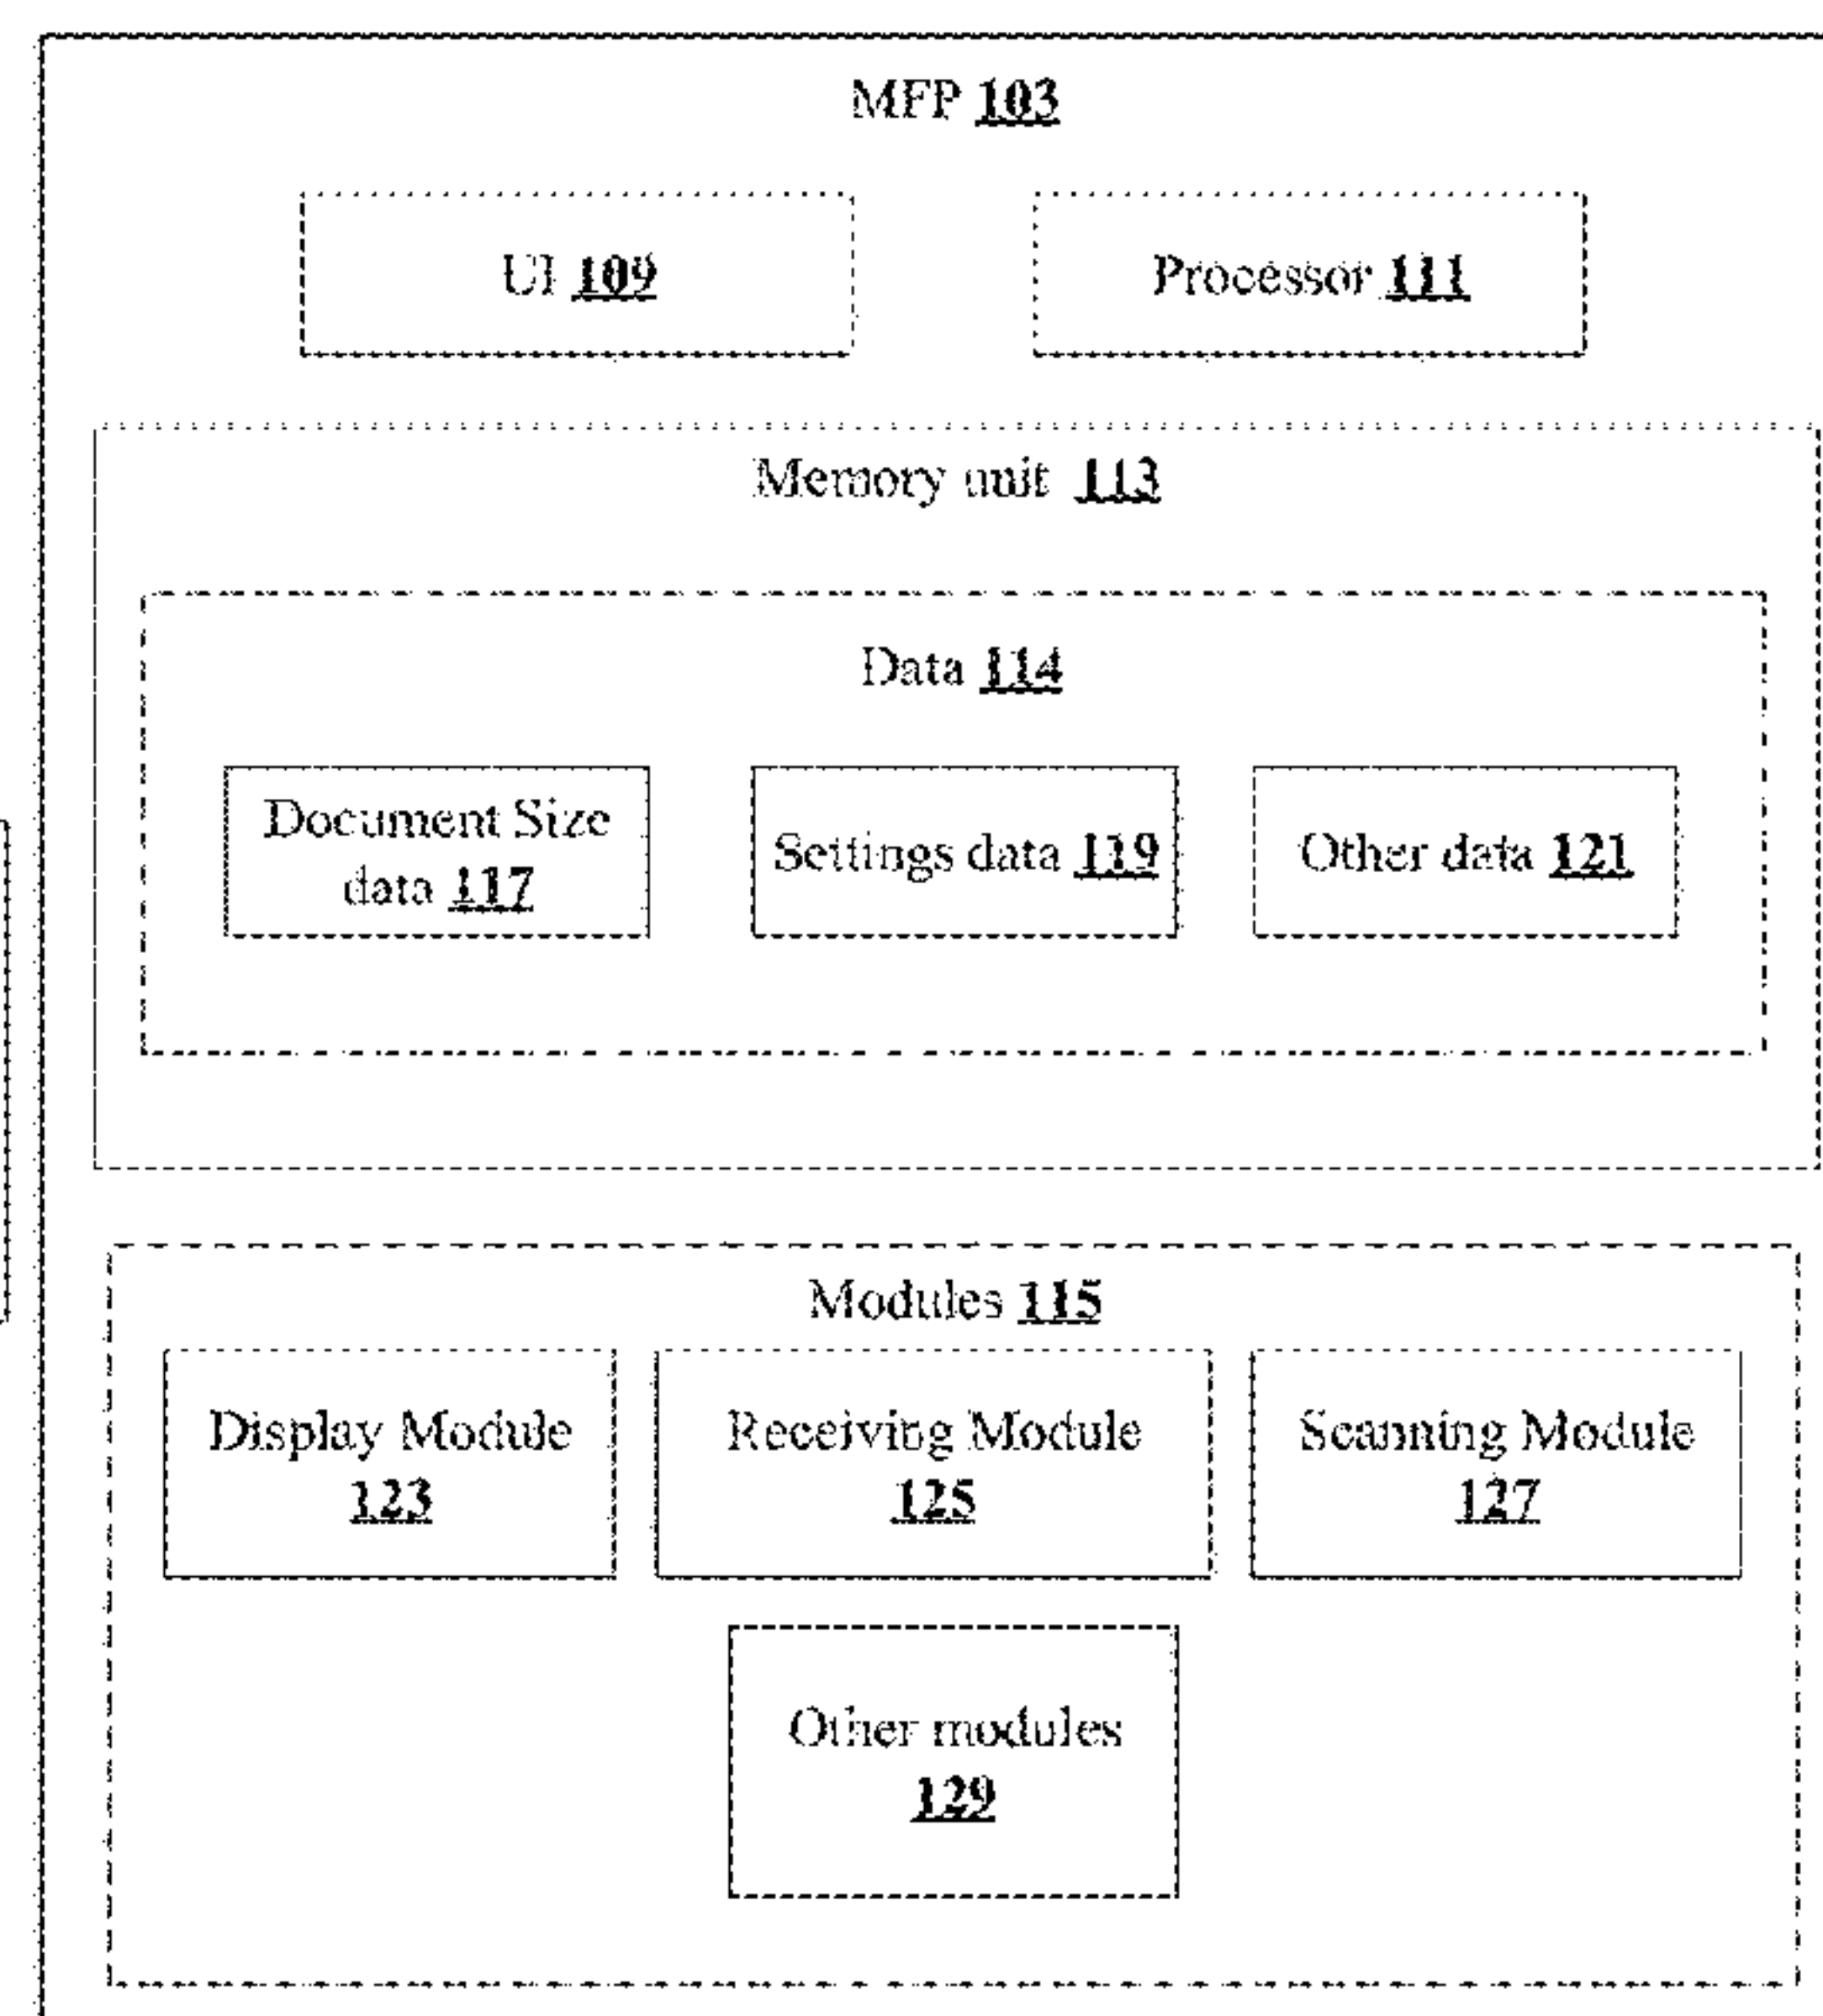 MFP 103
UI 109
Processor 111
Memory unit 113
Data 114
Document Size
data 117
Settings data 119
Other data 121
Modules 115
Display Module
123
Receiving Module
125
Scanning Module
127
Other modules
129